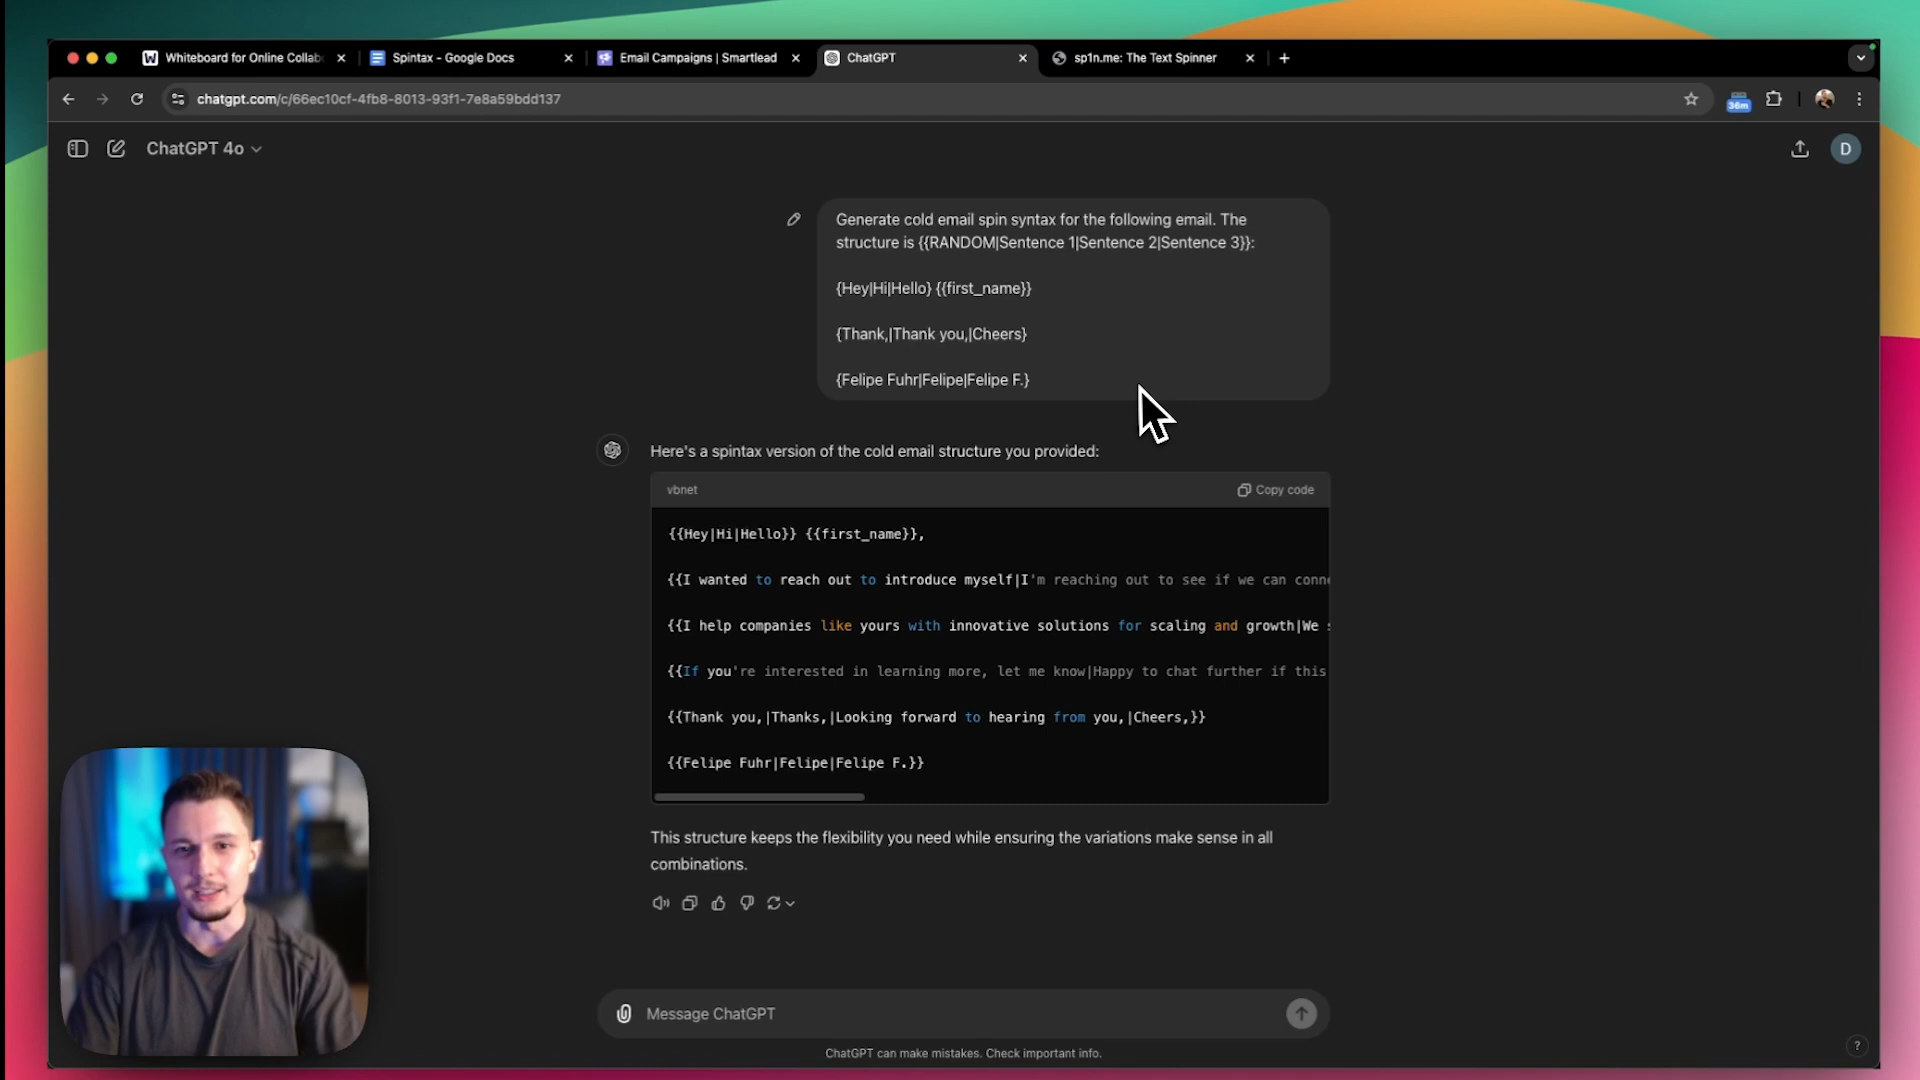 Whiteboard for Online Collabo
Spintax - Google Docs
Email Campaigns | Smartlead
ChatGPT
sp1n.me: The Text Spinner
chatgpt.com/c/66ec10cf-4fb8-8013-93f1-7e8a59bdd137
36m
ChatGPT 4o
D
Generate cold email spin syntax for the following email. The
structure is {{RANDOM|Sentence 1|Sentence 2|Sentence 3}}:
{Hey|Hi|Hello} {{first_name}}
{Thank,|Thank you,|Cheers}
{Felipe Fuhr|Felipe|Felipe F.}
Here's a spintax version of the cold email structure you provided:
vbnet
Copy code
{{Hey|Hi|Hello}} {{first_name}},
{{I wanted to reach out to introduce myself|I'm reaching out to see if we can conne
{{I help companies like yours with innovative solutions for scaling and growth|We s
{{If you're interested in learning more, let me know|Happy to chat further if this
{{Thank you,|Thanks,|Looking forward to hearing from you,|Cheers,}}
{{Felipe Fuhr|Felipe|Felipe F.}}
This structure keeps the flexibility you need while ensuring the variations make sense in all
combinations.
Message ChatGPT
ChatGPT can make mistakes. Check important info.
?